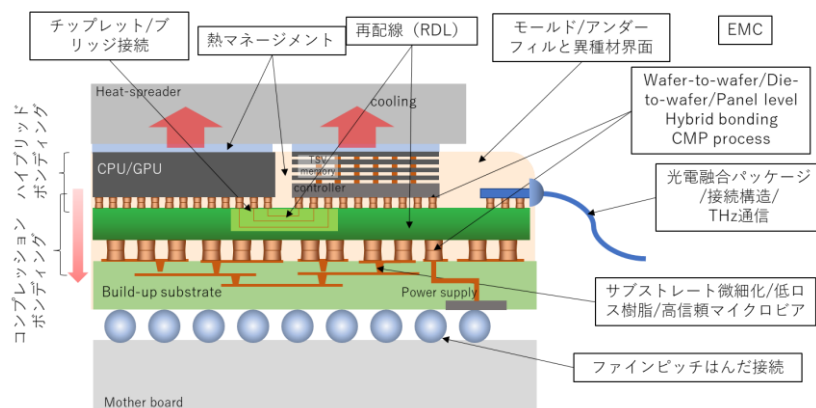 チップレット/ブ
リッジ接続
熱マネージメント
再配線（RDL）
モールド/アンダー
フィルと異種材界面
EMC
Wafer-to-wafer/Die-
to-wafer/Panel level
Hybrid bonding
CMP process
Heat-spreader
cooling
ハイブリッド
ボンディング
CPU/GPU
TSV
memory
controller
光電融合パッケージ
/接続構造/
THz通信
コンプレッション
ボンディング
Build-up substrate
Power supply
サブストレート微細化/低ロ
ス樹脂/高信頼マイクロビア
ファインピッチはんだ接続
Mother board